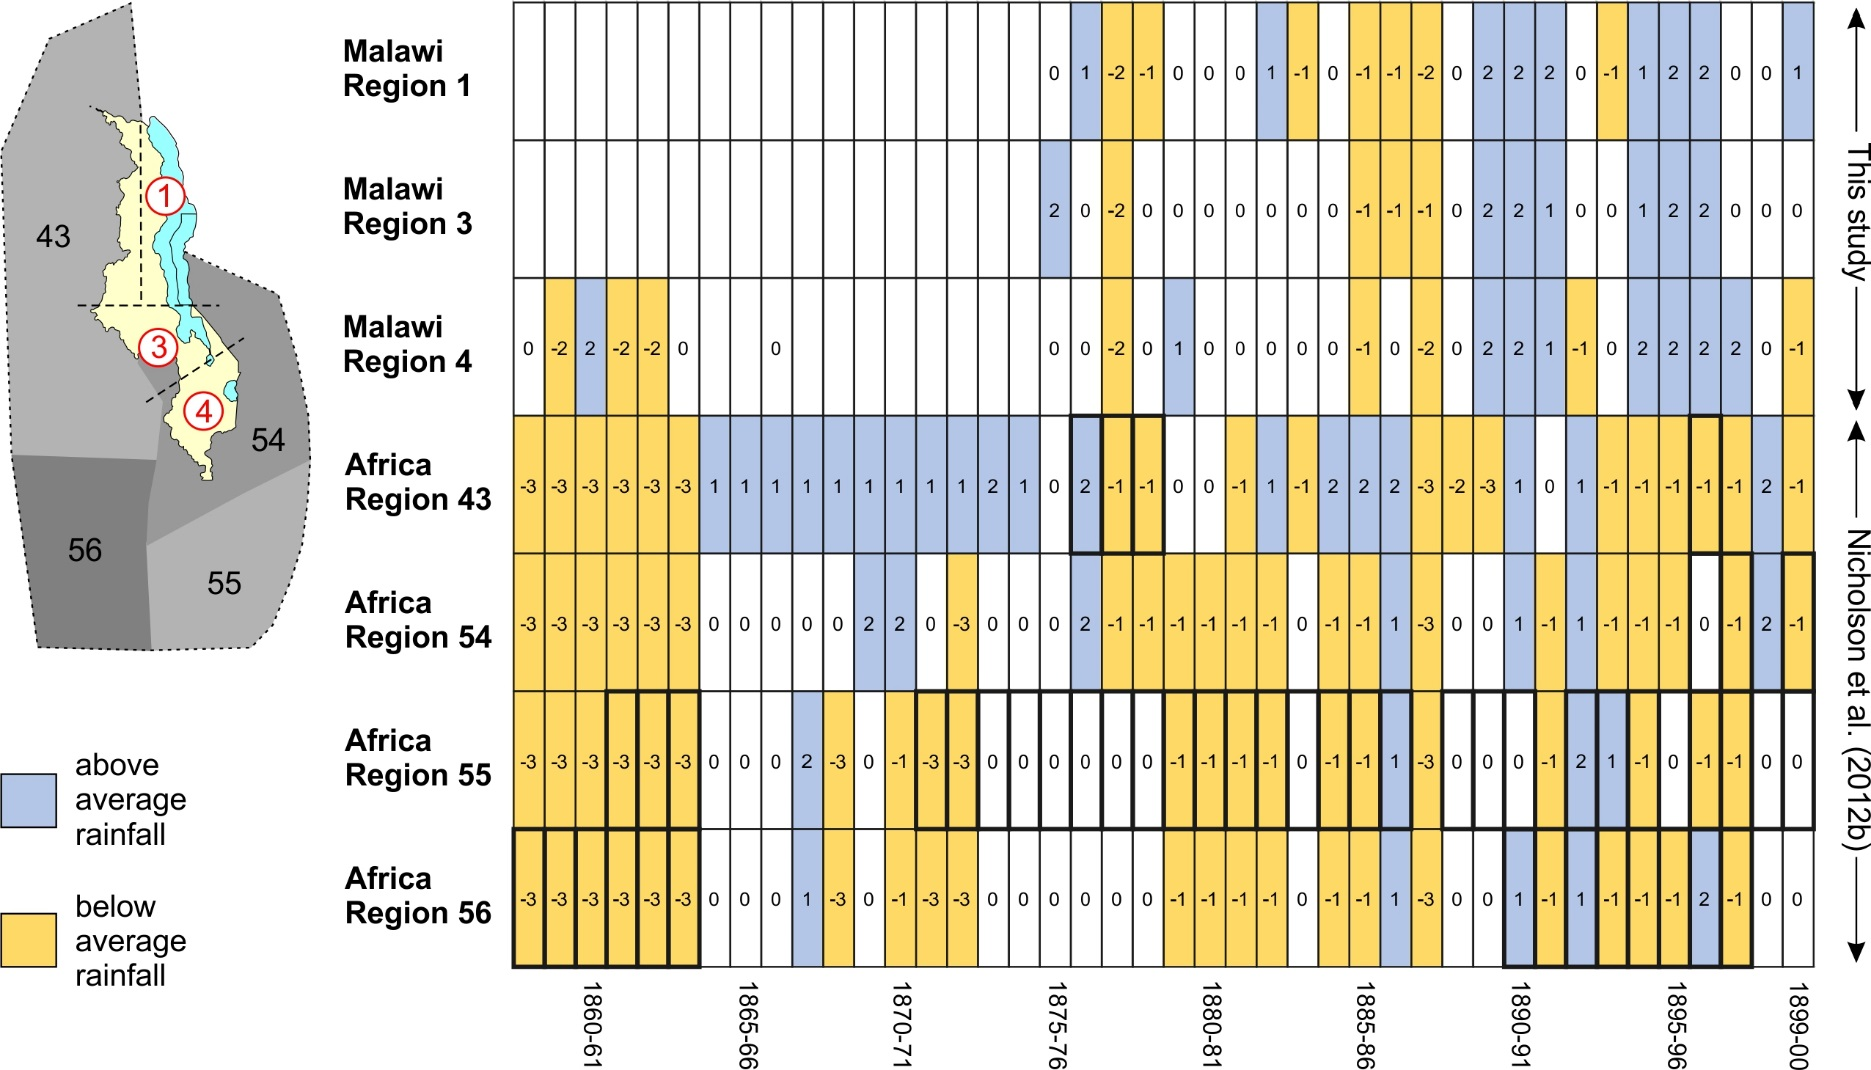 43
1
3
4
54
56
55
above
average
rainfall
below
average
rainfall
Malawi
Region 1
0 1 -2 -1 0 0 0 1 -1 0 -1 -1 -2 0 2 2 2 0 -1 1 2 2 0 0 1
Malawi
Region 3
2 0 -2 0 0 0 0 0 0 0 -1 -1 -1 0 2 2 1 0 0 1 2 2 0 0 0
Malawi
Region 4
0 -2 2 -2 -2 0 0 0 0 -2 0 1 0 0 0 0 0 -1 0 -2 0 2 2 1 -1 0 2 2 2 2 0 -1
Africa
Region 43
-3 -3 -3 -3 -3 -3 1 1 1 1 1 1 1 1 1 2 1 0 2 -1 -1 0 0 -1 1 -1 2 2 2 -3 -2 -3 1 0 1 -1 -1 -1 -1 -1 2 -1
Africa
Region 54
-3 -3 -3 -3 -3 -3 0 0 0 0 0 2 2 0 -3 0 0 0 2 -1 -1 -1 -1 -1 -1 0 -1 -1 1 -3 0 0 1 -1 1 -1 -1 -1 0 -1 2 -1
Africa
Region 55
-3 -3 -3 -3 -3 -3 0 0 0 2 -3 0 -1 -3 -3 0 0 0 0 0 0 -1 -1 -1 -1 0 -1 -1 1 -3 0 0 0 -1 2 1 -1 0 -1 -1 0 0
Africa
Region 56
-3 -3 -3 -3 -3 -3 0 0 0 1 -3 0 -1 -3 -3 0 0 0 0 0 0 -1 -1 -1 -1 0 -1 -1 1 -3 0 0 1 -1 1 -1 -1 -1 2 -1 0 0
1860-61 1865-66 1870-71 1875-76 1880-81 1885-86 1890-91 1895-96 1899-00
This study
Nicholson et al. (2012b)